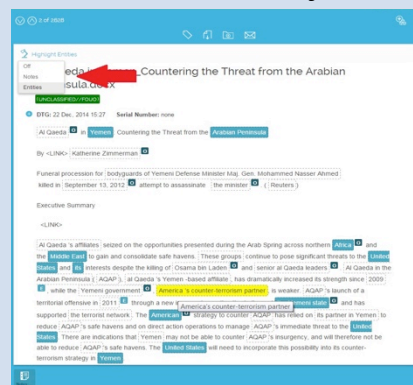 2 of 1808
Highlight Entities
Off
Notes
Entities
eda in Yemen_Countering the Threat from the Arabian
nsula.docx
[UNCLASSIFIED//FOUO]
DTG: 22 Dec, 2014 15:27 Serial Number: none
Al Qaeda in Yemen Countering the Threat from the Arabian Peninsula
By <LINK> Katherine Zimmerman
Funeral procession for bodyguards of Yemeni Defense Minister Maj. Gen. Mohammed Nasser Ahmed
killed in September 13, 2012 attempt to assassinate the minister . ( Reuters )
Executive Summary
<LINK>
Al Qaeda 's affiliates seized on the opportunities presented during the Arab Spring across northern Africa and
the Middle East to gain and consolidate safe havens. These groups continue to pose significant threats to the United
States and its interests despite the killing of Osama bin Laden and senior al Qaeda leaders . Al Qaeda in the
Arabian Peninsula ( AQAP ), al Qaeda 's Yemen -based affiliate , has dramatically increased its strength since 2009
, while the Yemeni government , America 's counter-terrorism partner , is weaker. AQAP 's launch of a
territorial offensive in 2011 through a new America's counter-terrorism partner state and has
supported the terrorist network. The American strategy to counter AQAP has relied on its partner in Yemen to
reduce AQAP 's safe havens and on direct action operations to manage AQAP 's immediate threat to the United
States . There are indications that Yemen may not be able to counter AQAP 's insurgency, and will therefore not be
able to reduce AQAP 's safe havens. The United States will need to incorporate this possibility into its counter-
terrorism strategy in Yemen